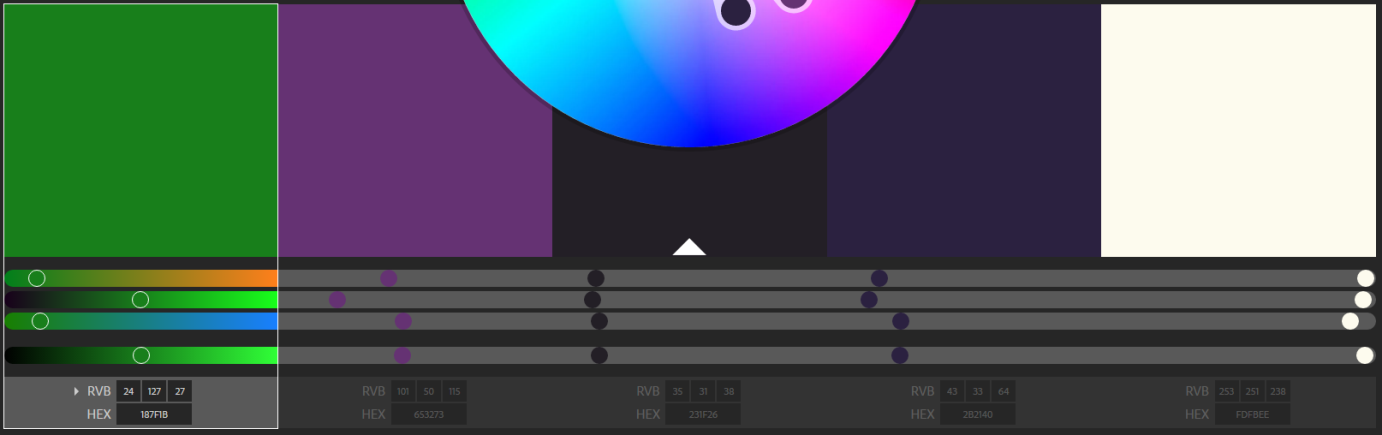 RVB 24 127 27
HEX 187F1B
RVB 101 50 115
HEX 653273
RVB 35 31 38
HEX 231F26
RVB 43 33 64
HEX 2B2140
RVB 253 251 238
HEX FDFBEE